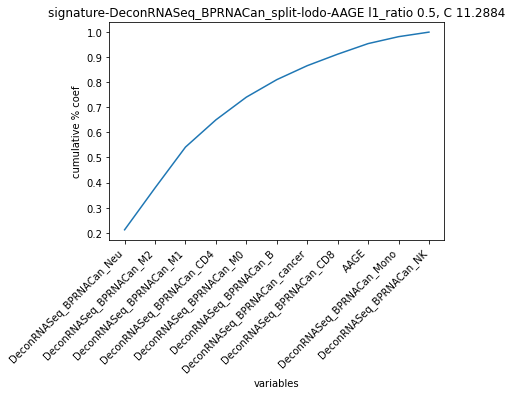 signature-DeconRNASeq_BPRNACan_split-lodo-AAGE l1_ratio 0.5, C 11.2884
cumulative % coef
1.0
0.9
0.8
0.7
0.6
0.5
0.4
0.3
0.2
DeconRNASeq_BPRNACan_Neu
DeconRNASeq_BPRNACan_M2
DeconRNASeq_BPRNACan_M1
DeconRNASeq_BPRNACan_CD4
DeconRNASeq_BPRNACan_M0
DeconRNASeq_BPRNACan_B
DeconRNASeq_BPRNACan_cancer
DeconRNASeq_BPRNACan_CD8
AAGE
DeconRNASeq_BPRNACan_Mono
DeconRNASeq_BPRNACan_NK
variables